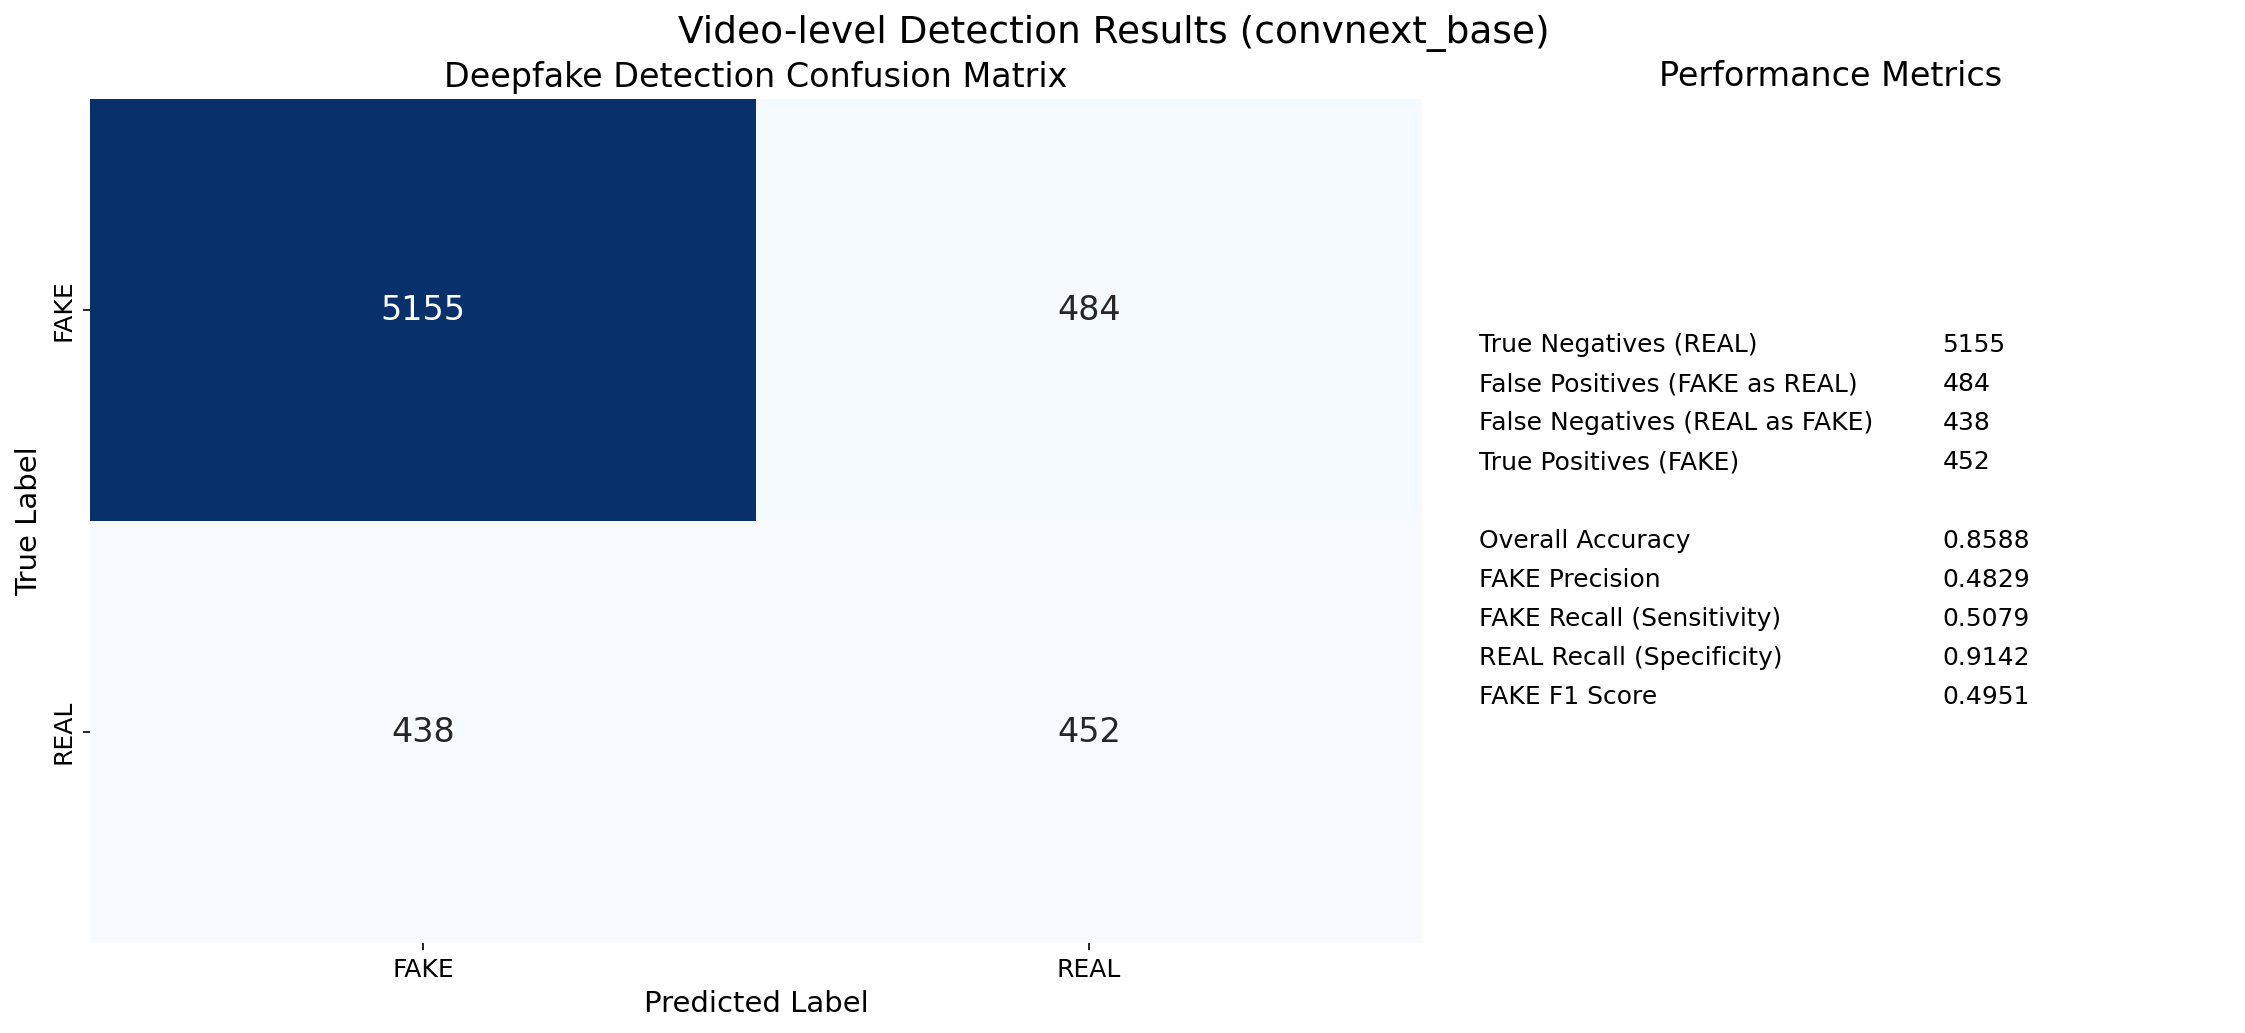 Video-level Detection Results (convnext_base)
Deepfake Detection Confusion Matrix
Performance Metrics
True Label
FAKE
REAL
5155
484
438
452
FAKE
REAL
Predicted Label
True Negatives (REAL) 5155
False Positives (FAKE as REAL) 484
False Negatives (REAL as FAKE) 438
True Positives (FAKE) 452
Overall Accuracy 0.8588
FAKE Precision 0.4829
FAKE Recall (Sensitivity) 0.5079
REAL Recall (Specificity) 0.9142
FAKE F1 Score 0.4951